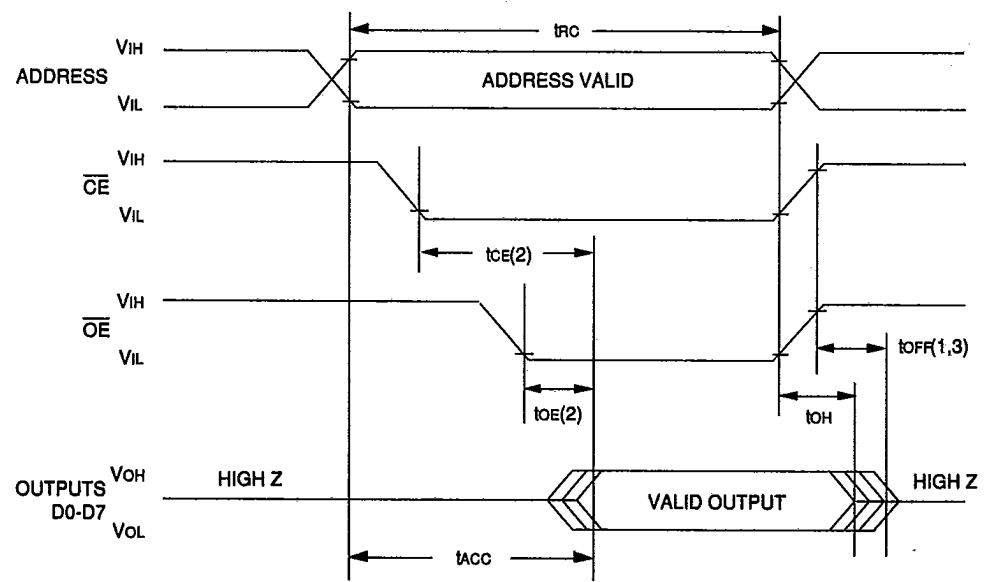 tRC
VIH
ADDRESS
ADDRESS VALID
VIL
VIH
CE
VIL
tCE(2)
VIH
OE
VIL
tOFF(1,3)
tOE(2)
tOH
VOH
HIGH Z
HIGH Z
OUTPUTS
D0-D7
VALID OUTPUT
VOL
tACC